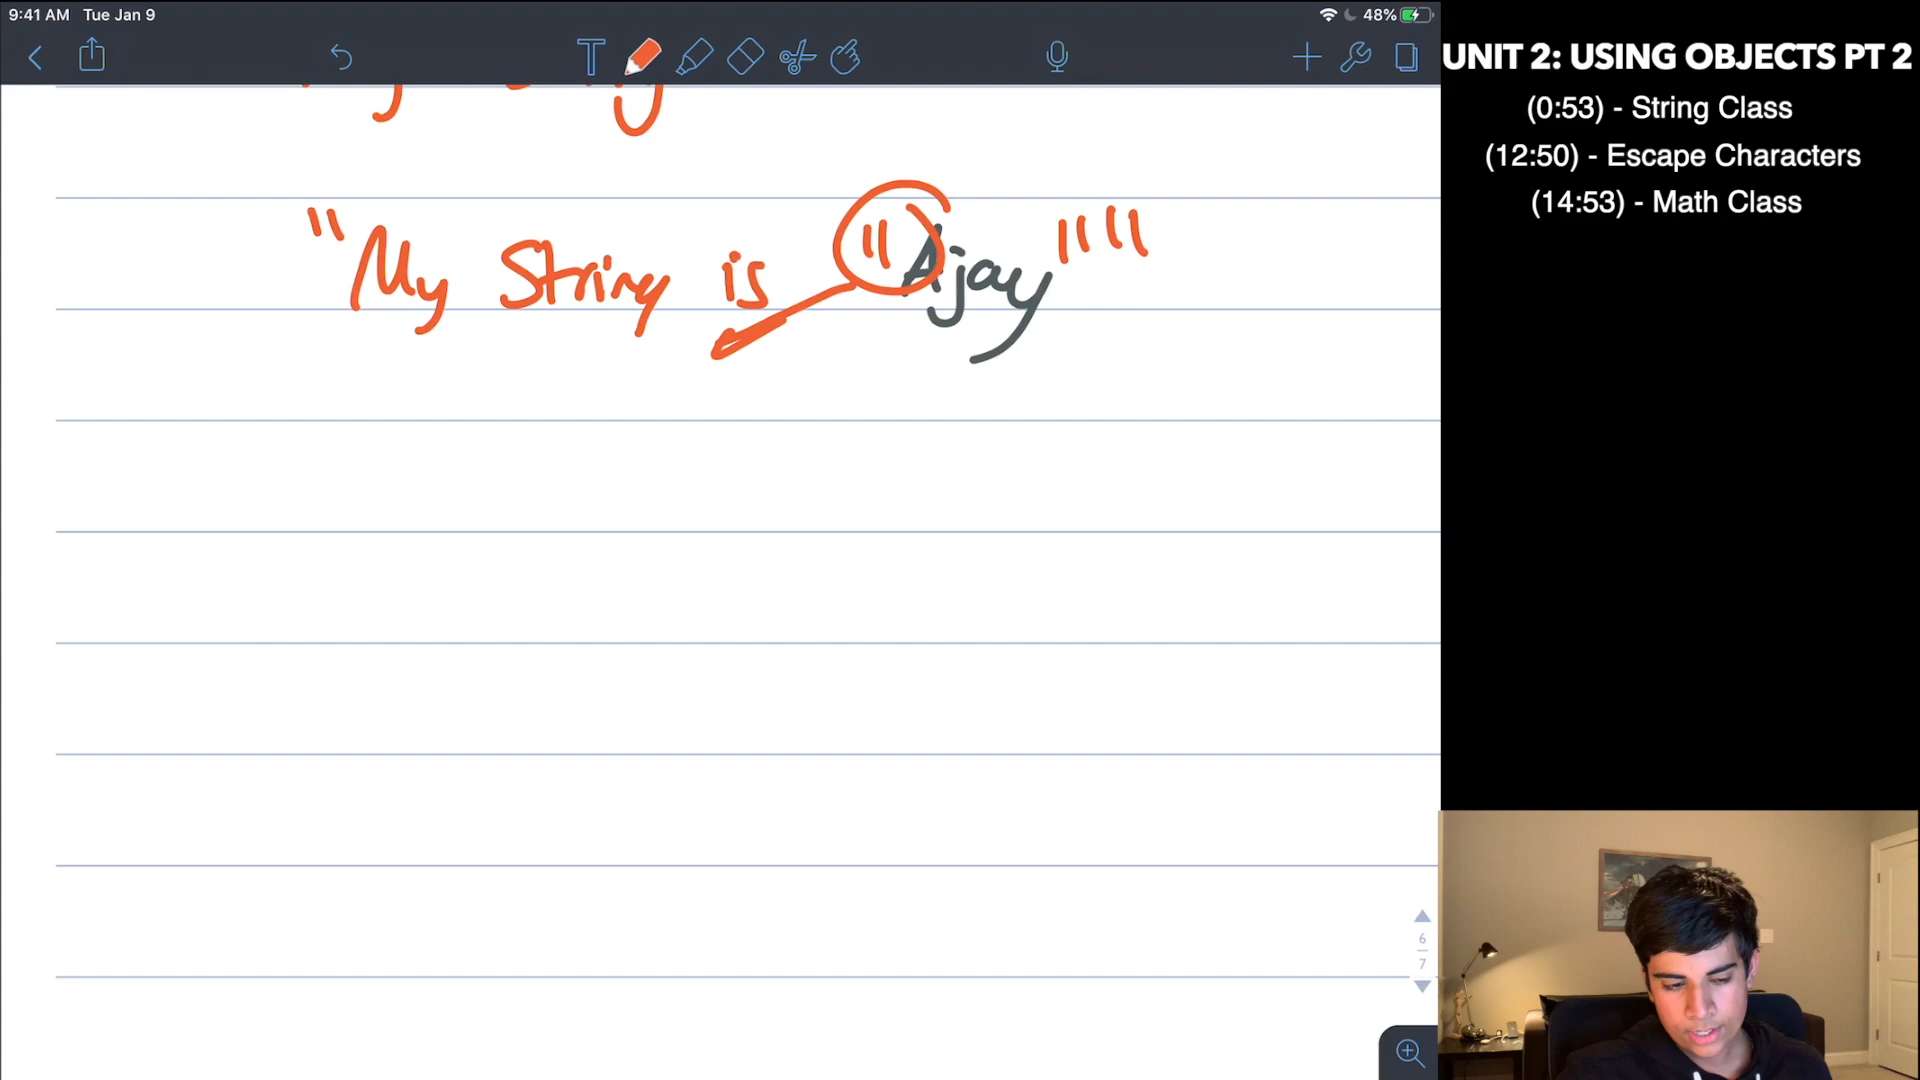 9:41 AM Tue Jan 9
48%
T
UNIT 2: USING OBJECTS PT 2
(0:53) - String Class
(12:50) - Escape Characters
(14:53) - Math Class
"My String is "Ajay""
6
7